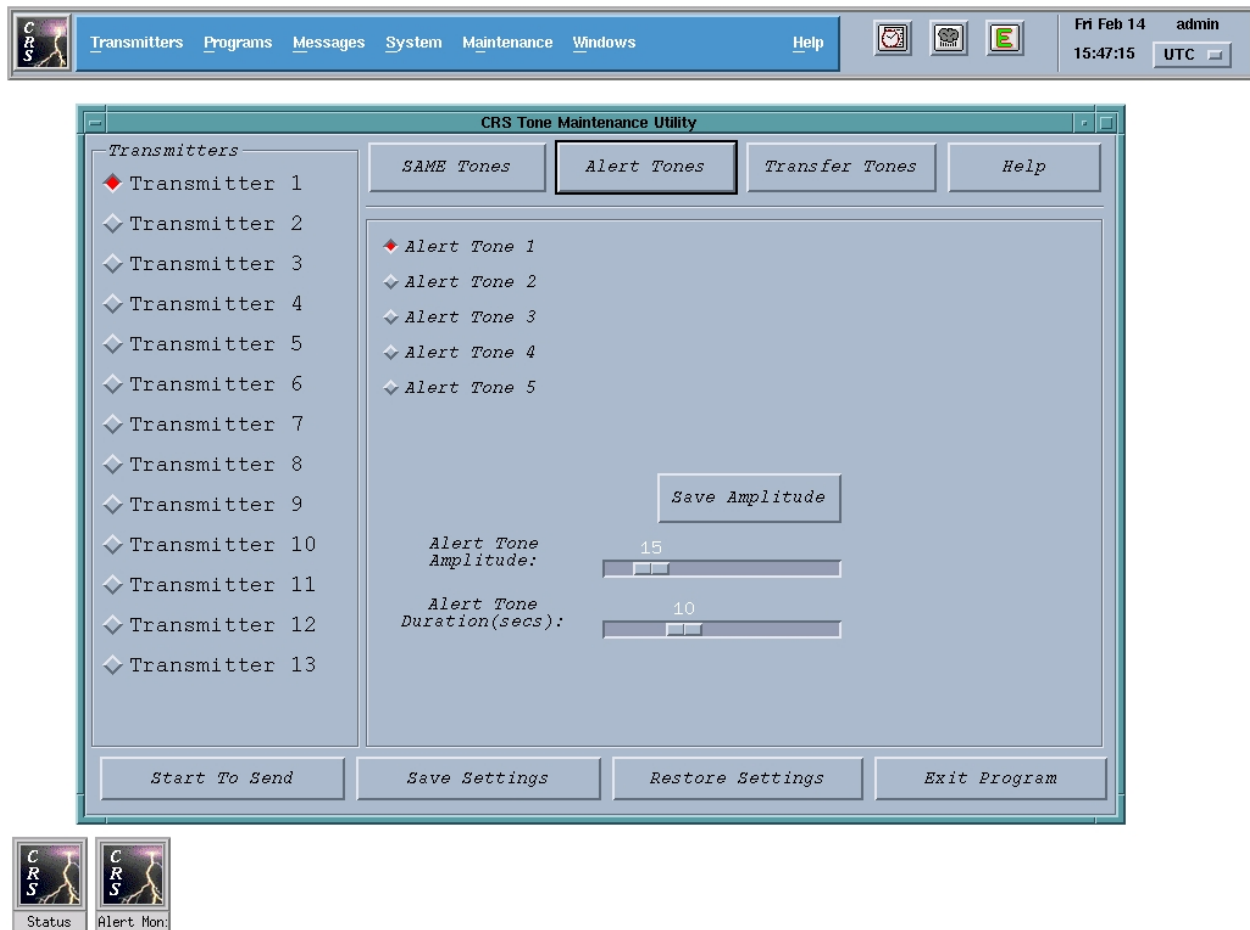 CRS
Transmitters Programs Messages System Maintenance Windows Help
E
Fri Feb 14 admin
15:47:15 UTC
CRS Tone Maintenance Utility
Transmitters
Transmitter 1
Transmitter 2
Transmitter 3
Transmitter 4
Transmitter 5
Transmitter 6
Transmitter 7
Transmitter 8
Transmitter 9
Transmitter 10
Transmitter 11
Transmitter 12
Transmitter 13
SAME Tones Alert Tones Transfer Tones Help
Alert Tone 1
Alert Tone 2
Alert Tone 3
Alert Tone 4
Alert Tone 5
Save Amplitude
Alert Tone
Amplitude:
15
Alert Tone
Duration(secs):
10
Start To Send Save Settings Restore Settings Exit Program
CRS
Status
CRS
Alert Mon: